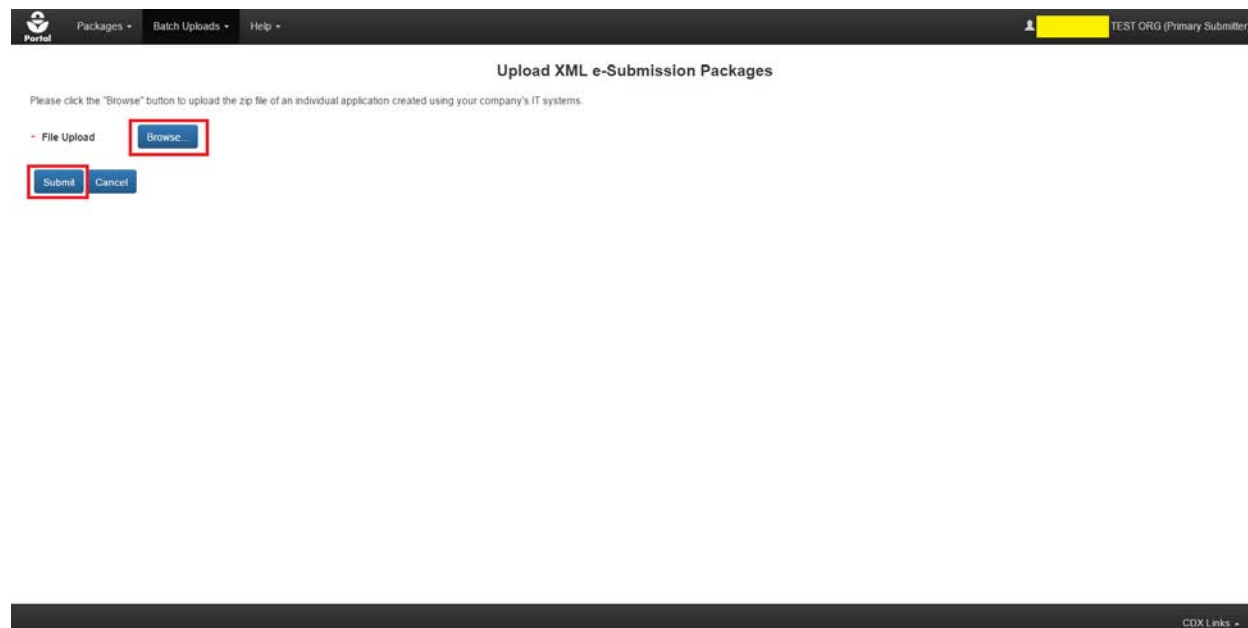 Portal Packages Batch Uploads Help TEST ORG (Primary Submitter
Upload XML e-Submission Packages
Please click the "Browse" button to upload the zip file of an individual application created using your company's IT systems.
* File Upload Browse...
Submit Cancel
CDX Links